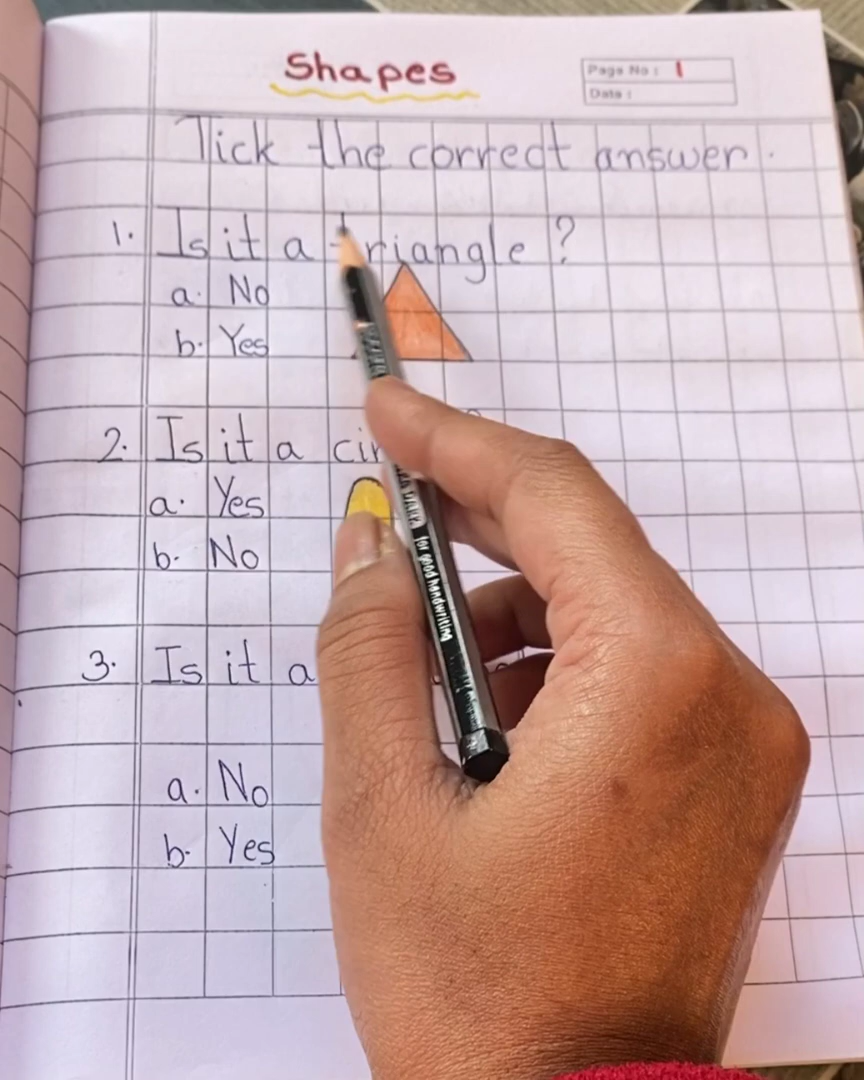 Shapes
Page No : 1
Date :
Tick the correct answer.
1. Is it a triangle ?
a. No
b. Yes
2. Is it a
a. Yes
b. No
3. Is it a
a. No
b. Yes
for good handwriting